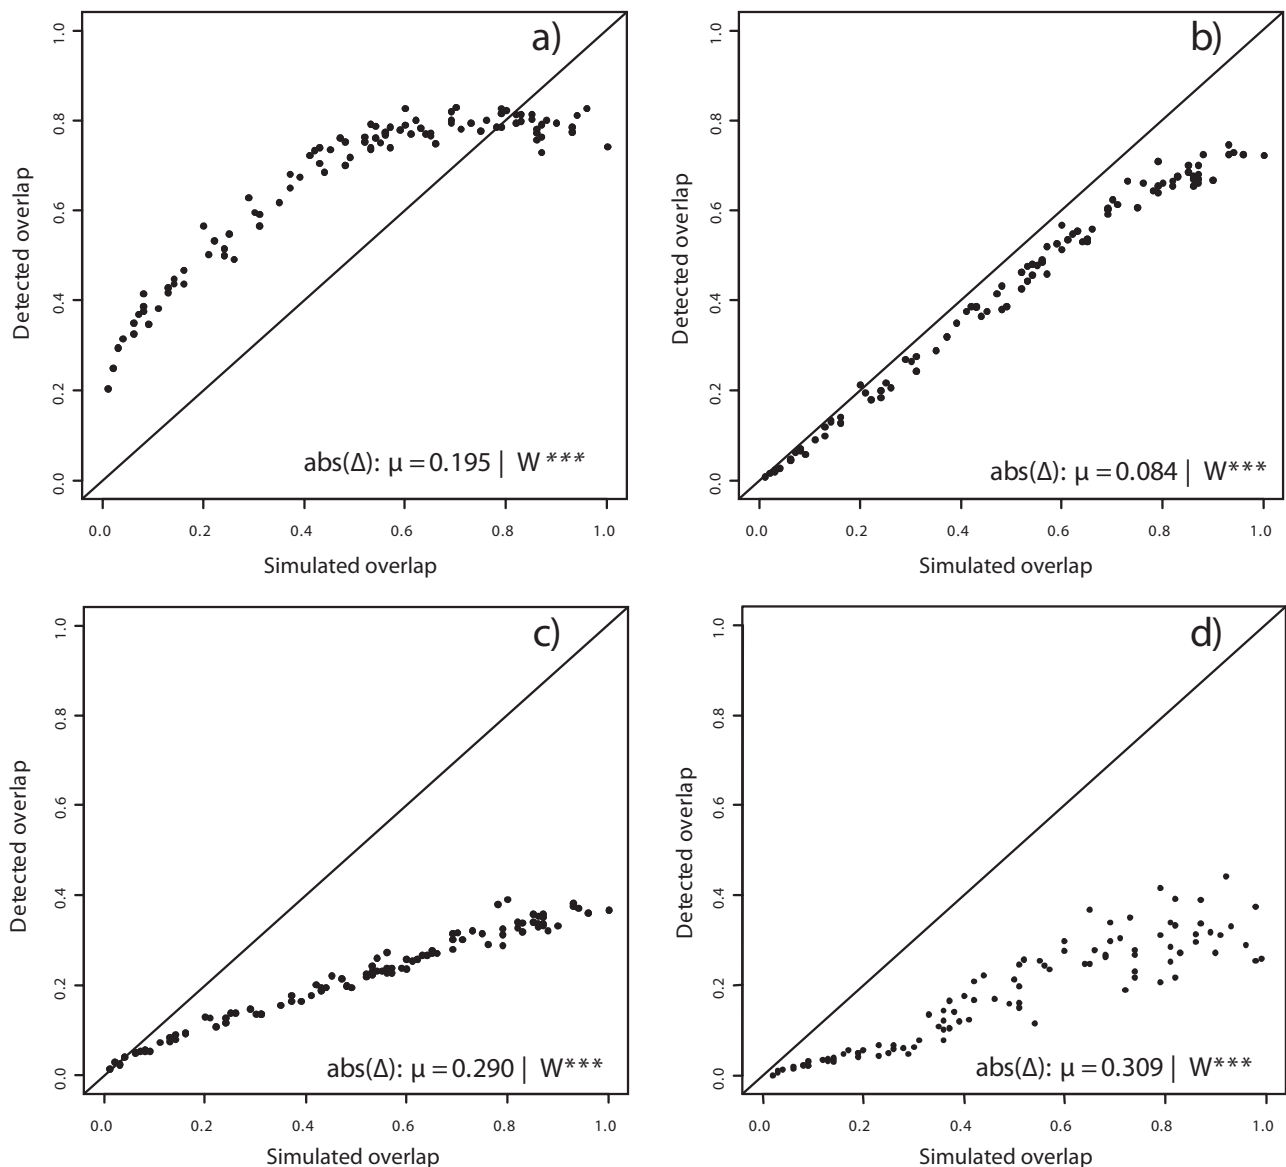 a)
1.0
0.8
0.6
0.4
0.2
0.0
Detected overlap
abs(Δ): μ = 0.195 | W ***
0.0 0.2 0.4 0.6 0.8 1.0
Simulated overlap
b)
1.0
0.8
0.6
0.4
0.2
0.0
Detected overlap
abs(Δ): μ = 0.084 | W***
0.0 0.2 0.4 0.6 0.8 1.0
Simulated overlap
c)
1.0
0.8
0.6
0.4
0.2
0.0
Detected overlap
abs(Δ): μ = 0.290 | W***
0.0 0.2 0.4 0.6 0.8 1.0
Simulated overlap
d)
1.0
0.8
0.6
0.4
0.2
0.0
Detected overlap
abs(Δ): μ = 0.309 | W***
0.0 0.2 0.4 0.6 0.8 1.0
Simulated overlap